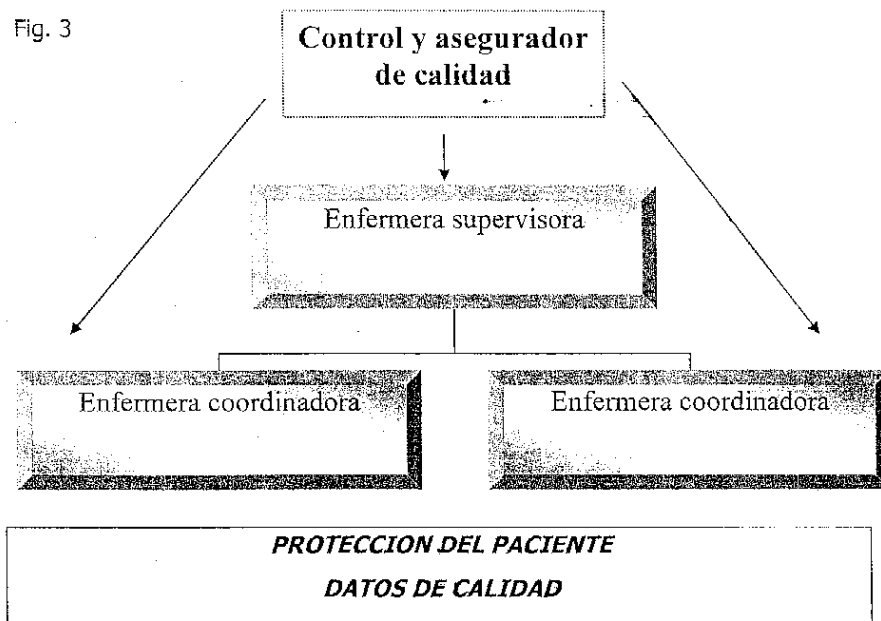 Fig. 3
Control y asegurador
de calidad
Enfermera supervisora
Enfermera coordinadora
Enfermera coordinadora
PROTECCION DEL PACIENTE
DATOS DE CALIDAD